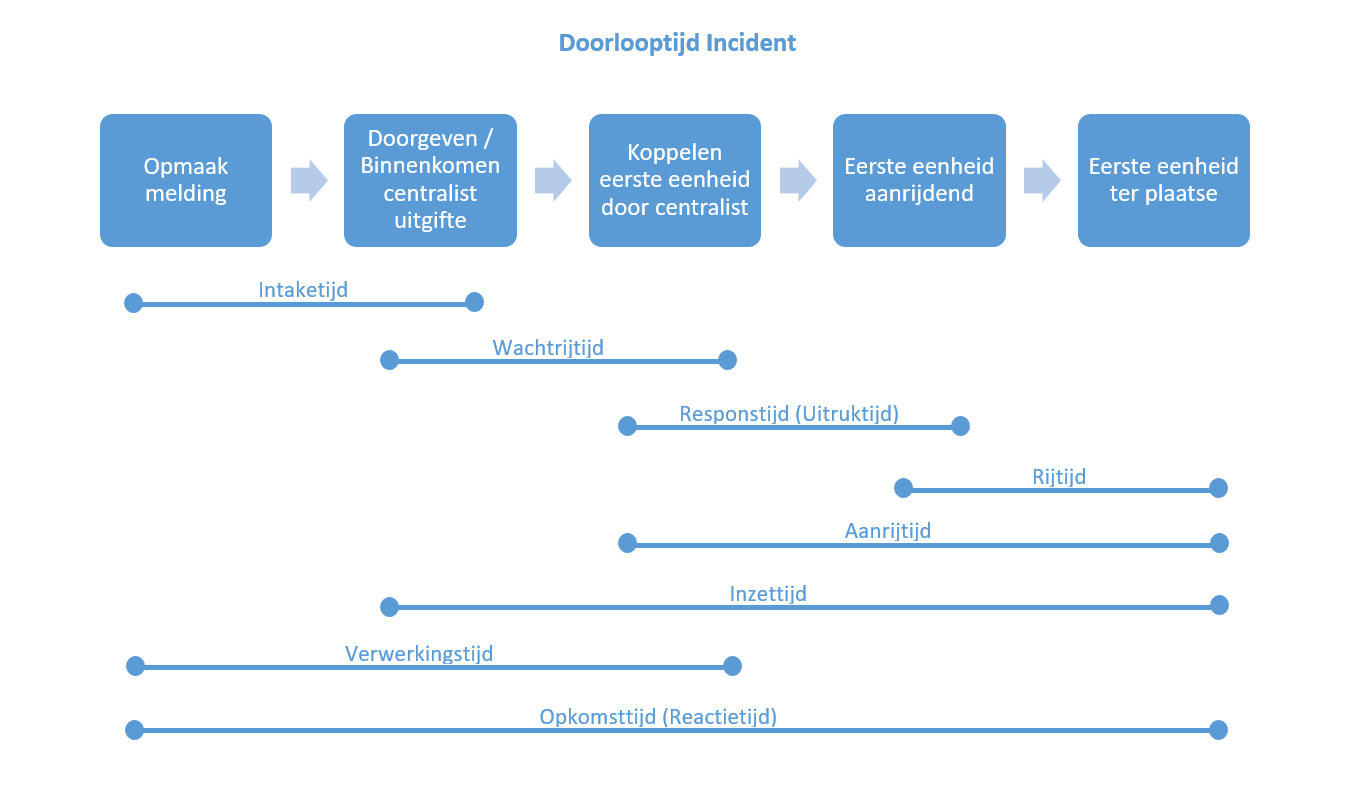 Doorlooptijd Incident
Opmaak
melding
Doorgeven /
Binnenkomen
centralist
uitgifte
Koppelen
eerste eenheid
door centralist
Eerste eenheid
aanrijdend
Eerste eenheid
ter plaatse
Intaketijd
Wachtrijtijd
Responstijd (Uitruktijd)
Rijtijd
Aanrijtijd
Inzettijd
Verwerkingstijd
Opkomsttijd (Reactietijd)